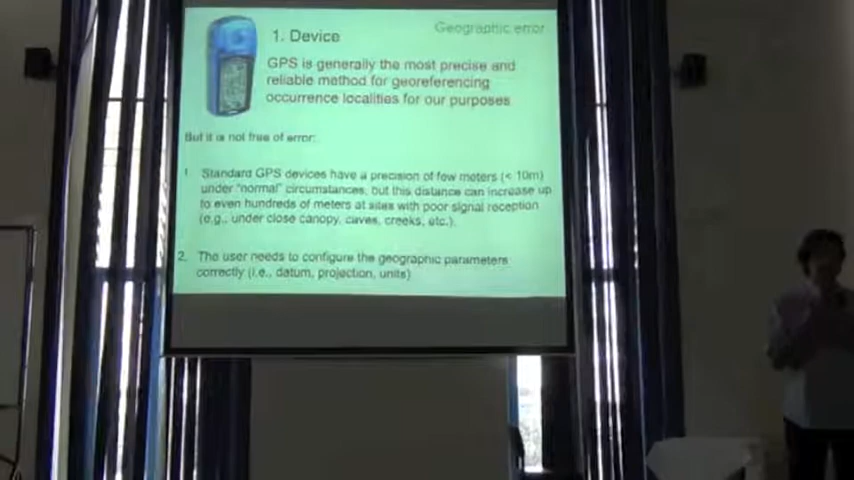 Geographic error
1. Device
GPS is generally the most precise and
reliable method for georeferencing
occurrence localities for our purposes
But it is not free of error:
1. Standard GPS devices have a precision of few meters (< 10m)
under "normal" circumstances, but this distance can increase up
to even hundreds of meters at sites with poor signal reception
(e.g., under close canopy, caves, creeks, etc.).
2. The user needs to configure the geographic parameters
correctly (i.e., datum, projection, units)